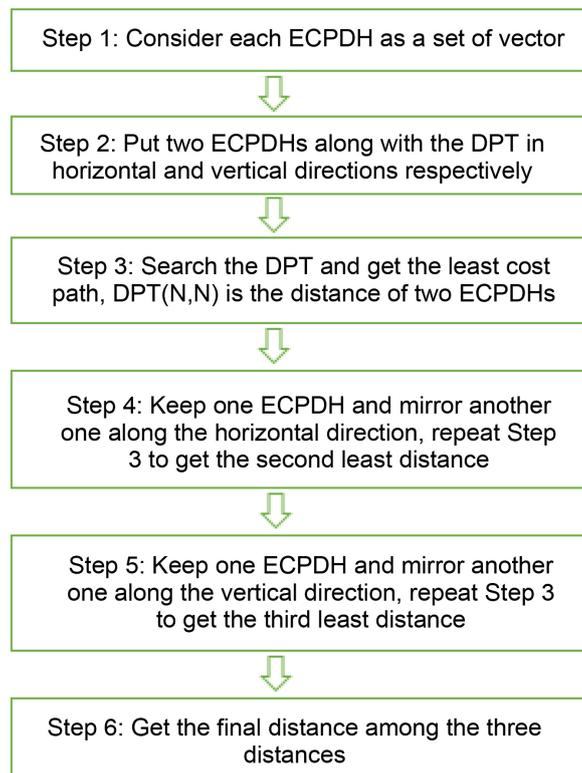 Step 1: Consider each ECPDH as a set of vector
Step 2: Put two ECPDHs along with the DPT in
horizontal and vertical directions respectively
Step 3: Search the DPT and get the least cost
path, DPT(N,N) is the distance of two ECPDHs
Step 4: Keep one ECPDH and mirror another
one along the horizontal direction, repeat Step
3 to get the second least distance
Step 5: Keep one ECPDH and mirror another
one along the vertical direction, repeat Step 3
to get the third least distance
Step 6: Get the final distance among the three
distances